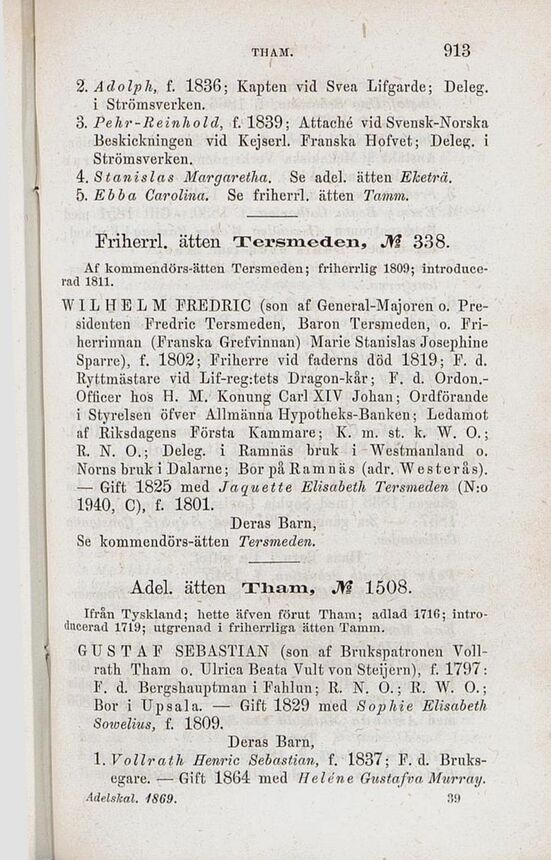 THAM. 913
2. Adolph, f. 1836; Kapten vid Svea Lifgarde; Deleg.
i Strömsverken.
3. Pehr-Reinhold, f. 1839; Attaché vid Svensk-Norska
Beskickningen vid Kejserl. Franska Hofvet; Deleg. i
Strömsverken.
4. Stanislas Margaretha. Se adel. ätten Eketrä.
5. Ebba Carolina. Se friherrl. ätten Tamm.
Friherrl. ätten Tersmeden, № 338.
Af kommendörs-ätten Tersmeden; friherrlig 1809; introduce-
rad 1811.
WILHELM FREDRIC (son af General-Majoren o. Pre-
sidenten Fredric Tersmeden, Baron Tersmeden, o. Fri-
herrinnan (Franska Grefvinnan) Marie Stanislas Josephine
Sparre), f. 1802; Friherre vid faderns död 1819; F. d.
Ryttmästare vid Lif-reg:tets Dragon-kår; F. d. Ordon.-
Officer hos H. M. Konung Carl XIV Johan; Ordförande
i Styrelsen öfver Allmänna Hypotheks-Banken; Ledamot
af Riksdagens Första Kammare; K. m. st. k. W. O.;
R. N. O.; Deleg. i Ramnäs bruk i Westmanland o.
Norns bruk i Dalarne; Bor på Ramnäs (adr. Westerås).
— Gift 1825 med Jaquette Elisabeth Tersmeden (N:o
1940, C), f. 1801.
Deras Barn,
Se kommendörs-ätten Tersmeden.
Adel. ätten Tham, № 1508.
Ifrån Tyskland; hette äfven förut Tham; adlad 1716; intro-
ducerad 1719; utgrenad i friherrliga ätten Tamm.
GUSTAF SEBASTIAN (son af Brukspatronen Voll-
rath Tham o. Ulrica Beata Vult von Steijern), f. 1797:
F. d. Bergshauptman i Fahlun; R. N. O.; R. W. O.;
Bor i Upsala. — Gift 1829 med Sophie Elisabeth
Sowelius, f. 1809.
Deras Barn,
1. Vollrath Henric Sebastian, f. 1837; F. d. Bruks-
egare. — Gift 1864 med Heléne Gustafva Murray.
Adelskal. 1869. 39